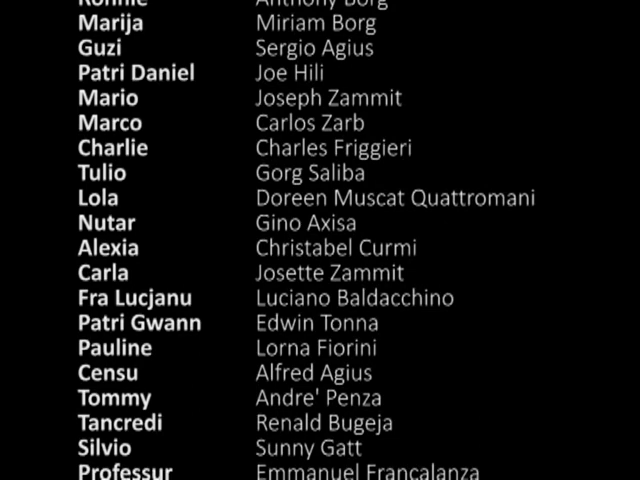 Ronnie Anthony Borg
Marija Miriam Borg
Guzi Sergio Agius
Patri Daniel Joe Hili
Mario Joseph Zammit
Marco Carlos Zarb
Charlie Charles Friggieri
Tulio Gorg Saliba
Lola Doreen Muscat Quattromani
Nutar Gino Axisa
Alexia Christabel Curmi
Carla Josette Zammit
Fra Lucjanu Luciano Baldacchino
Patri Gwann Edwin Tonna
Pauline Lorna Fiorini
Censu Alfred Agius
Tommy Andre' Penza
Tancredi Renald Bugeja
Silvio Sunny Gatt
Professur Emmanuel Francalanza